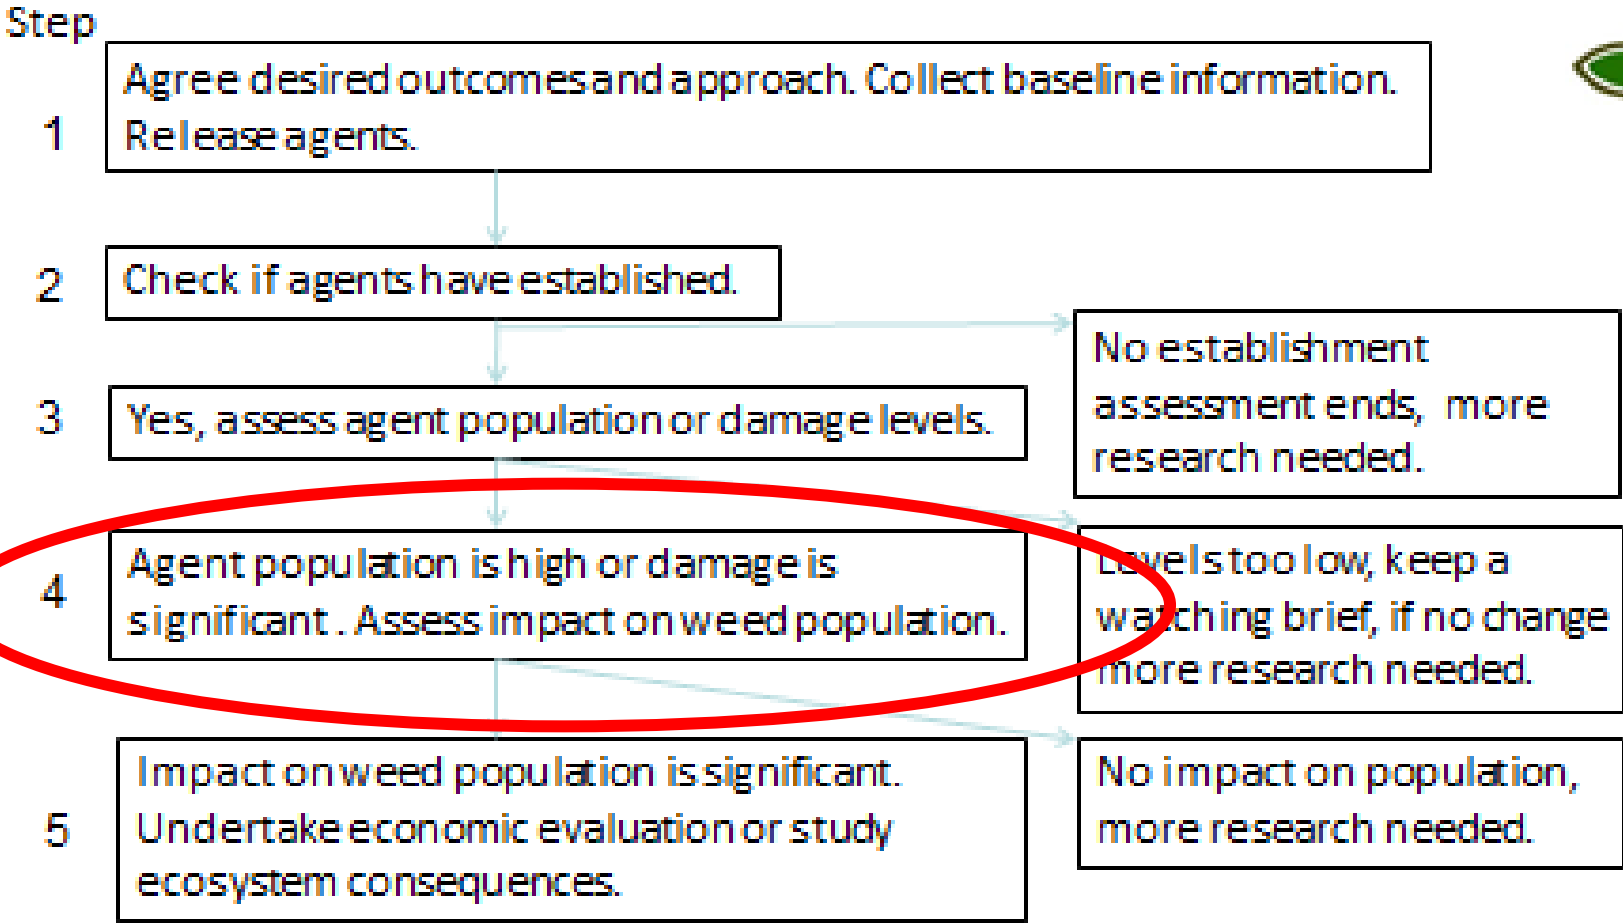 Step
1
Agree desired outcomes and approach. Collect baseline information.
Release agents.
2
Check if agents have established.
No establishment
assessment ends, more
research needed.
3
Yes, assess agent population or damage levels.
4
Agent population is high or damage is
significant. Assess impact on weed population.
Levels too low, keep a
watching brief, if no change
more research needed.
5
Impact on weed population is significant.
Undertake economic evaluation or study
ecosystem consequences.
No impact on population,
more research needed.